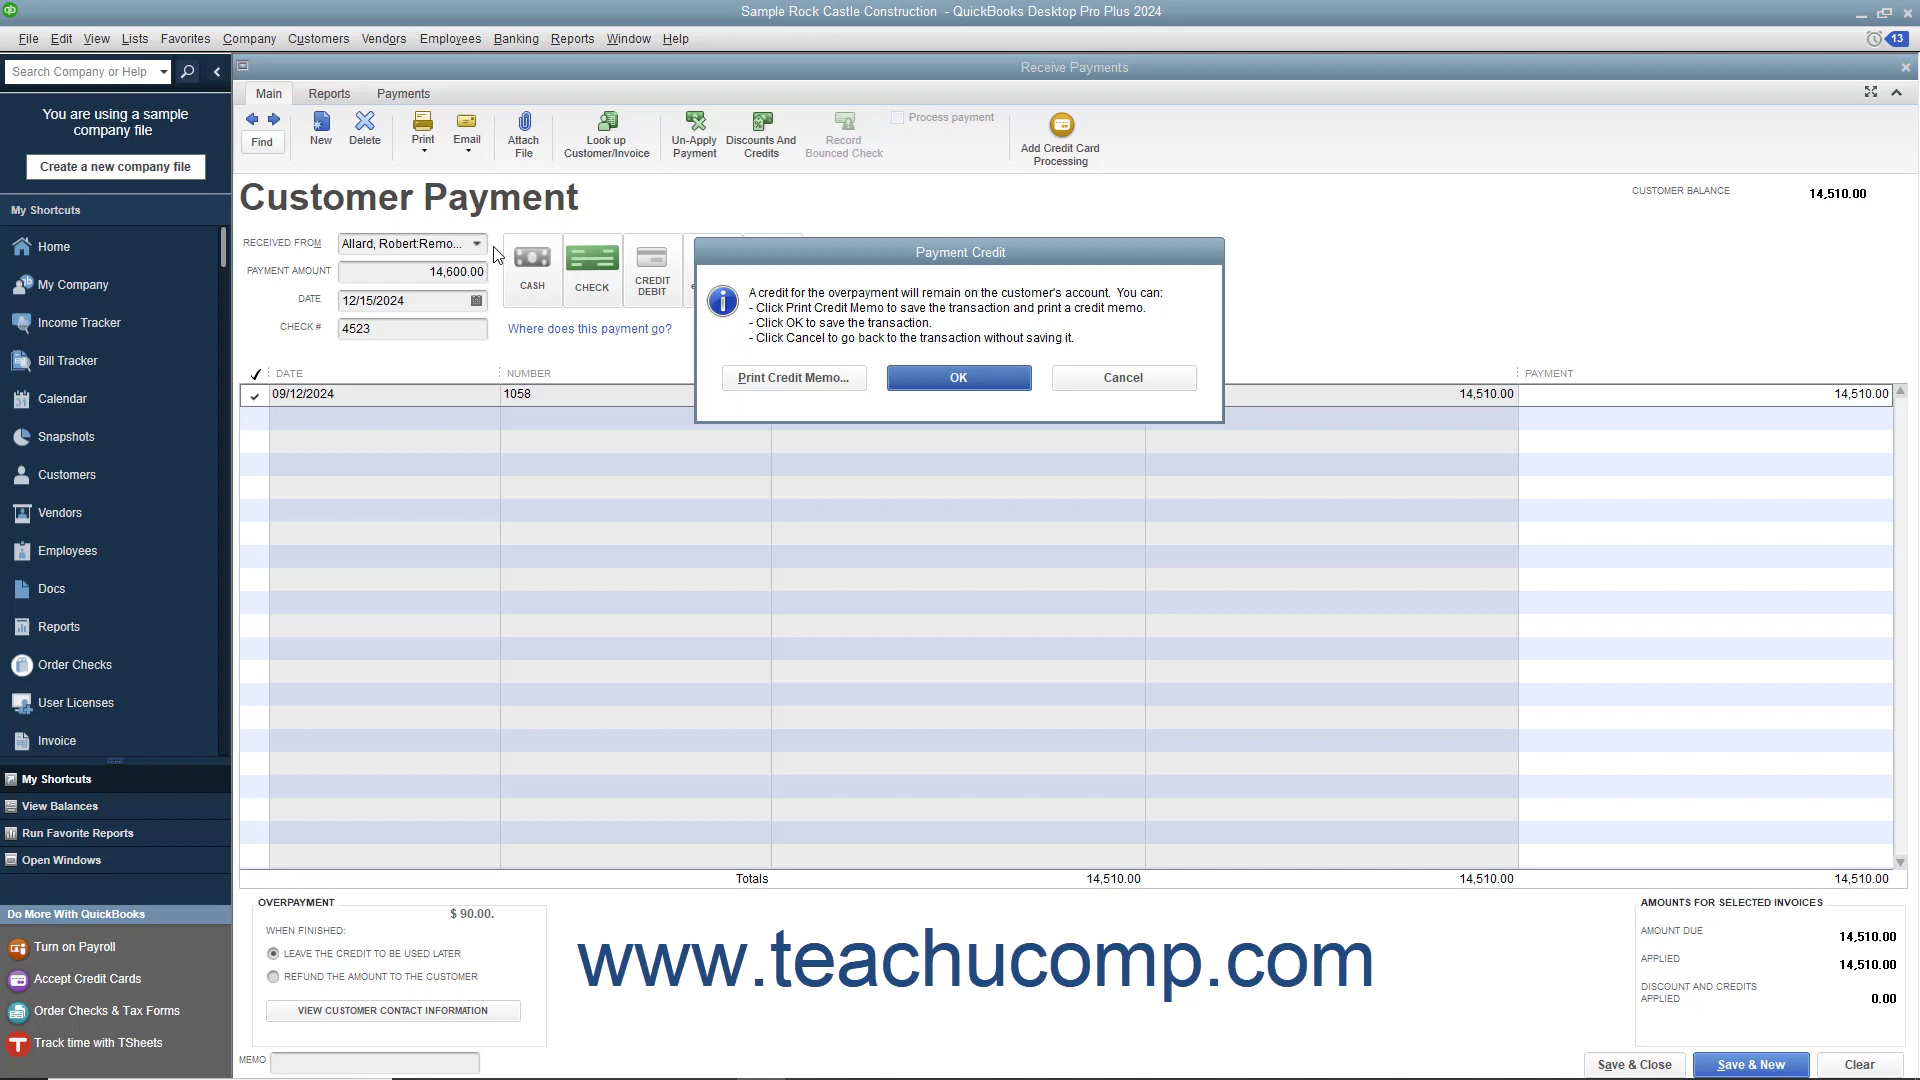 Sample Rock Castle Construction - QuickBooks Desktop Pro Plus 2024
File Edit View Lists Favorites Company Customers Vendors Employees Banking Reports Window Help
13
Search Company or Help
Receive Payments
You are using a sample
company file
Create a new company file
My Shortcuts
Home
My Company
Income Tracker
Bill Tracker
Calendar
Snapshots
Customers
Vendors
Employees
Docs
Reports
Order Checks
User Licenses
Invoice
My Shortcuts
View Balances
Run Favorite Reports
Open Windows
Do More With QuickBooks
Turn on Payroll
Accept Credit Cards
Order Checks & Tax Forms
Track time with TSheets
Main Reports Payments
Find
New
Delete
Print
Email
Attach
File
Look up
Customer/Invoice
Un-Apply
Payment
Discounts And
Credits
Record
Bounced Check
Process payment
Add Credit Card
Processing
Customer Payment
CUSTOMER BALANCE 14,510.00
RECEIVED FROM Allard, Robert:Remo...
PAYMENT AMOUNT 14,600.00
DATE 12/15/2024
CHECK # 4523
CASH
CHECK
CREDIT
DEBIT
Where does this payment go?
Payment Credit
A credit for the overpayment will remain on the customer's account. You can:
- Click Print Credit Memo to save the transaction and print a credit memo.
- Click OK to save the transaction.
- Click Cancel to go back to the transaction without saving it.
Print Credit Memo... OK Cancel
DATE NUMBER PAYMENT
09/12/2024 1058 14,510.00 14,510.00
Totals 14,510.00 14,510.00 14,510.00
OVERPAYMENT
$ 90.00.
WHEN FINISHED:
LEAVE THE CREDIT TO BE USED LATER
REFUND THE AMOUNT TO THE CUSTOMER
VIEW CUSTOMER CONTACT INFORMATION
MEMO
www.teachucomp.com
AMOUNTS FOR SELECTED INVOICES
AMOUNT DUE 14,510.00
APPLIED 14,510.00
DISCOUNT AND CREDITS
APPLIED 0.00
Save & Close Save & New Clear